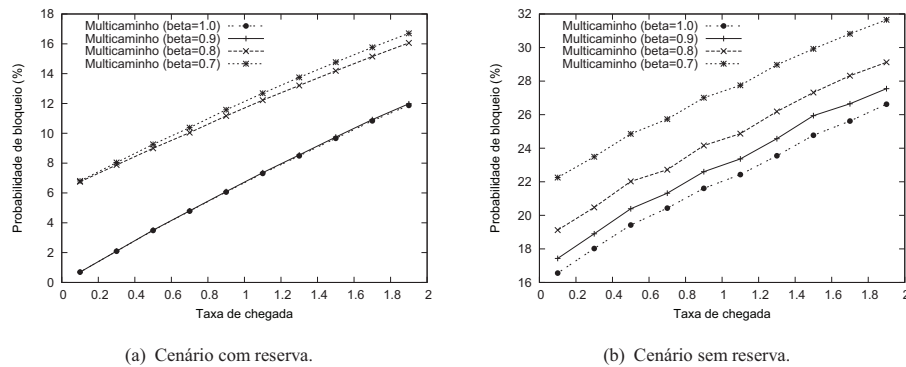 18
16
14
12
10
8
6
4
2
0
Probabilidade de bloqueio (%)
Multicaminho (beta=1.0)
Multicaminho (beta=0.9)
Multicaminho (beta=0.8)
Multicaminho (beta=0.7)
0 0.2 0.4 0.6 0.8 1 1.2 1.4 1.6 1.8 2
Taxa de chegada
(a) Cenário com reserva.
32
30
28
26
24
22
20
18
16
Probabilidade de bloqueio (%)
Multicaminho (beta=1.0)
Multicaminho (beta=0.9)
Multicaminho (beta=0.8)
Multicaminho (beta=0.7)
0 0.2 0.4 0.6 0.8 1 1.2 1.4 1.6 1.8 2
Taxa de chegada
(b) Cenário sem reserva.